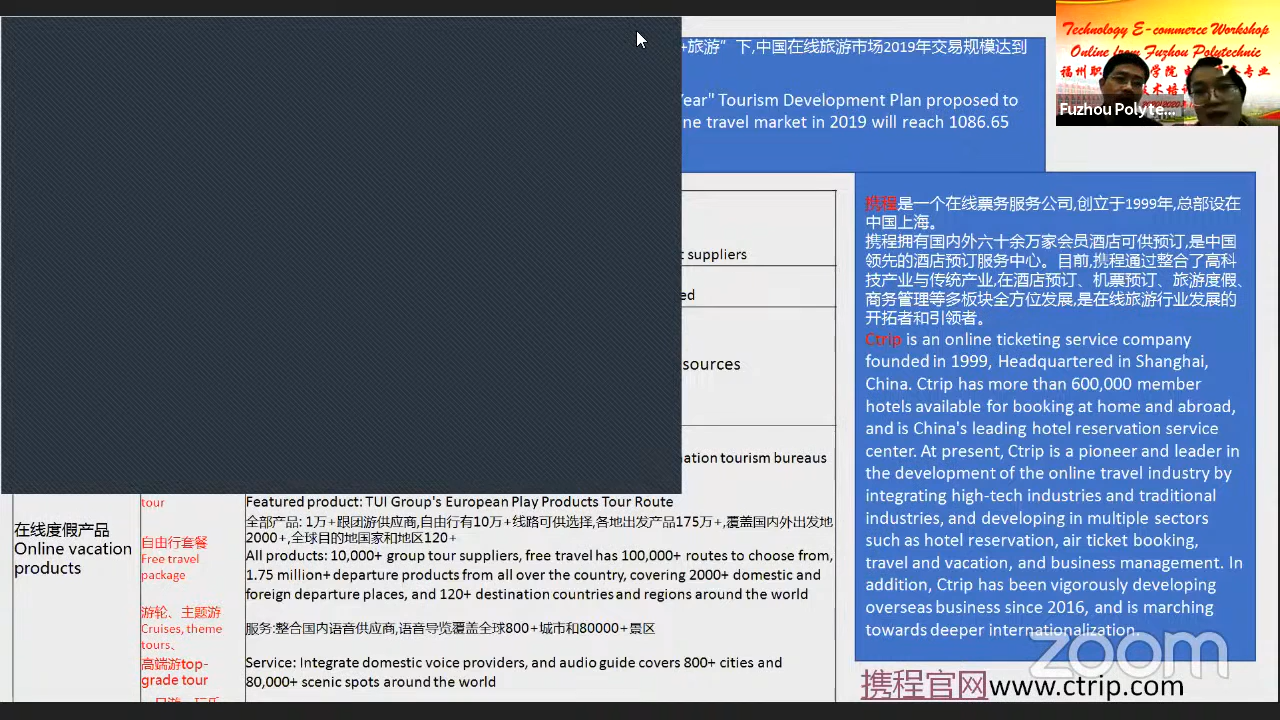 +旅游”下,中国在线旅游市场2019年交易规模达到
Year" Tourism Development Plan proposed to
ne travel market in 2019 will reach 1086.65
Technology E-commerce Workshop
Online from Fuzhou Polytechnic
Fuzhou Polyte...
suppliers
ed
sources
ation tourism bureaus
携程是一个在线票务服务公司,创立于1999年,总部设在
中国上海。
携程拥有国内外六十余万家会员酒店可供预订,是中国
领先的酒店预订服务中心。目前,携程通过整合了高科
技产业与传统产业,在酒店预订、机票预订、旅游度假、
商务管理等多板块全方位发展,是在线旅游行业发展的
开拓者和引领者。
Ctrip is an online ticketing service company
founded in 1999, Headquartered in Shanghai,
China. Ctrip has more than 600,000 member
hotels available for booking at home and abroad,
and is China's leading hotel reservation service
center. At present, Ctrip is a pioneer and leader in
the development of the online travel industry by
integrating high-tech industries and traditional
industries, and developing in multiple sectors
such as hotel reservation, air ticket booking,
travel and vacation, and business management. In
addition, Ctrip has been vigorously developing
overseas business since 2016, and is marching
towards deeper internationalization.
在线度假产品
Online vacation
products
tour
自由行套餐
Free travel
package
游轮、主题游
Cruises, theme
tours、
高端游top-
grade tour
Featured product: TUI Group's European Play Products Tour Route
全部产品: 1万+跟团游供应商,自由行有10万+线路可供选择,各地出发产品175万+,覆盖国内外出发地
2000+,全球目的地国家和地区120+
All products: 10,000+ group tour suppliers, free travel has 100,000+ routes to choose from,
1.75 million+ departure products from all over the country, covering 2000+ domestic and
foreign departure places, and 120+ destination countries and regions around the world
服务:整合国内语音供应商,语音导览覆盖全球800+城市和80000+景区
Service: Integrate domestic voice providers, and audio guide covers 800+ cities and
80,000+ scenic spots around the world
zoom
携程官网www.ctrip.com